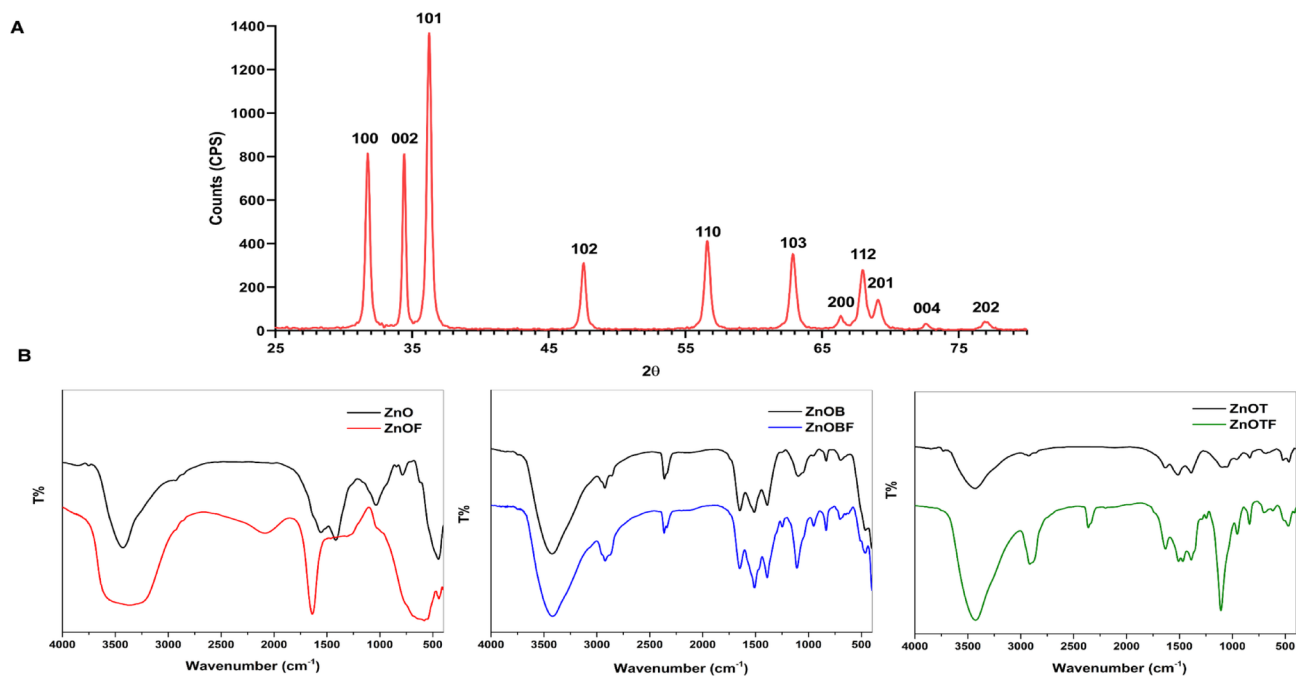 A
Counts (CPS)
1400
1200
1000
800
600
400
200
0
100
002
101
102
110
103
200
112
201
004
202
25
35
45
55
65
75
2θ
B
T%
ZnO
ZnOF
4000 3500 3000 2500 2000 1500 1000 500
Wavenumber (cm⁻¹)
T%
ZnOB
ZnOBF
4000 3500 3000 2500 2000 1500 1000 500
Wavenumber (cm⁻¹)
T%
ZnOT
ZnOTF
4000 3500 3000 2500 2000 1500 1000 500
Wavenumber (cm⁻¹)